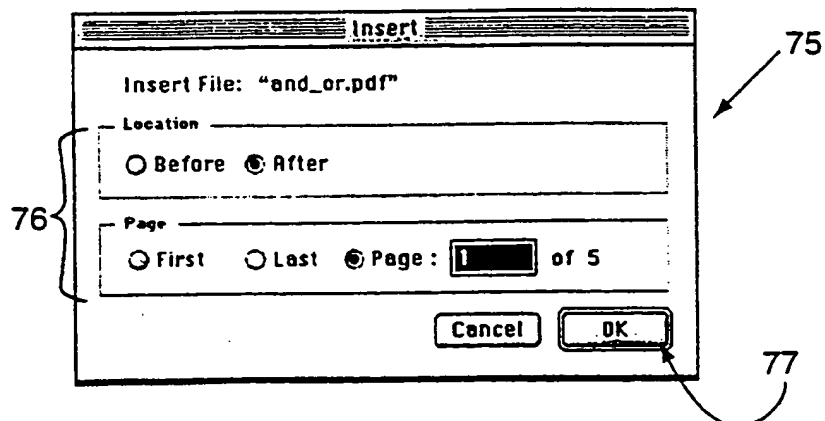 Insert
75
Insert File: "and_or.pdf"
Location
Before After
76
Page
First Last Page: 1 of 5
Cancel OK
77